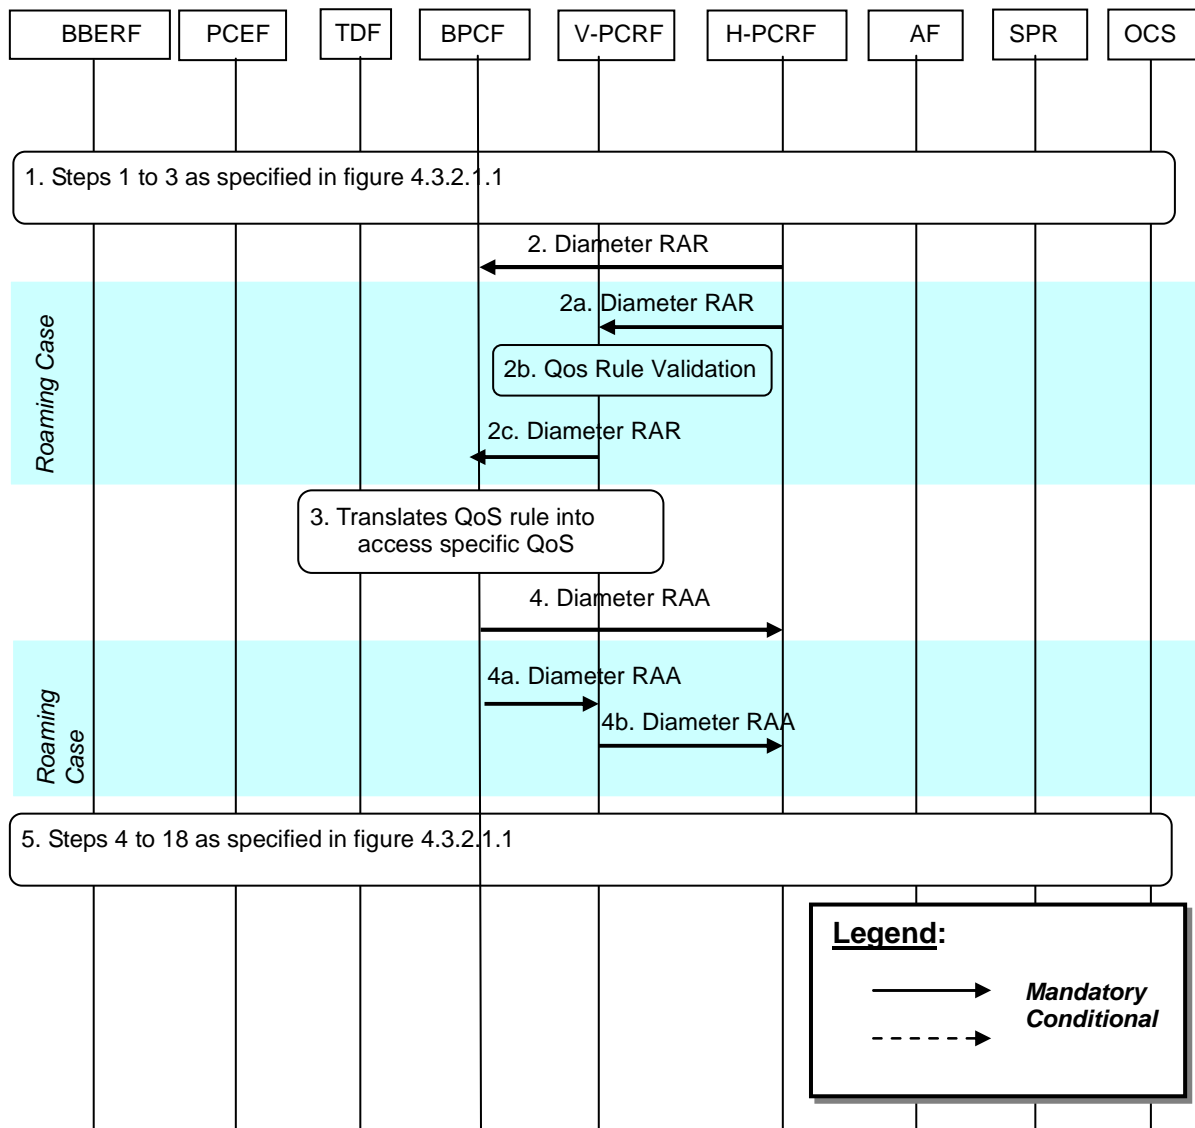 BBERF PCEF TDF BPCF V-PCRF H-PCRF AF SPR OCS
1. Steps 1 to 3 as specified in figure 4.3.2.1.1
2. Diameter RAR
Roaming Case
2a. Diameter RAR
2b. Qos Rule Validation
2c. Diameter RAR
3. Translates QoS rule into
access specific QoS
4. Diameter RAA
Roaming
Case
4a. Diameter RAA
4b. Diameter RAA
5. Steps 4 to 18 as specified in figure 4.3.2.1.1
Legend:
Mandatory
Conditional